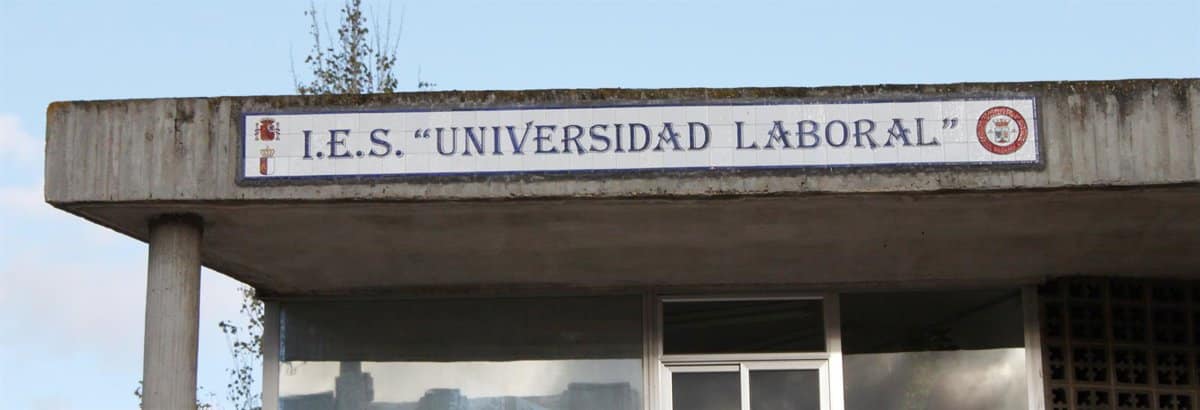 I.E.S. “UNIVERSIDAD LABORAL”